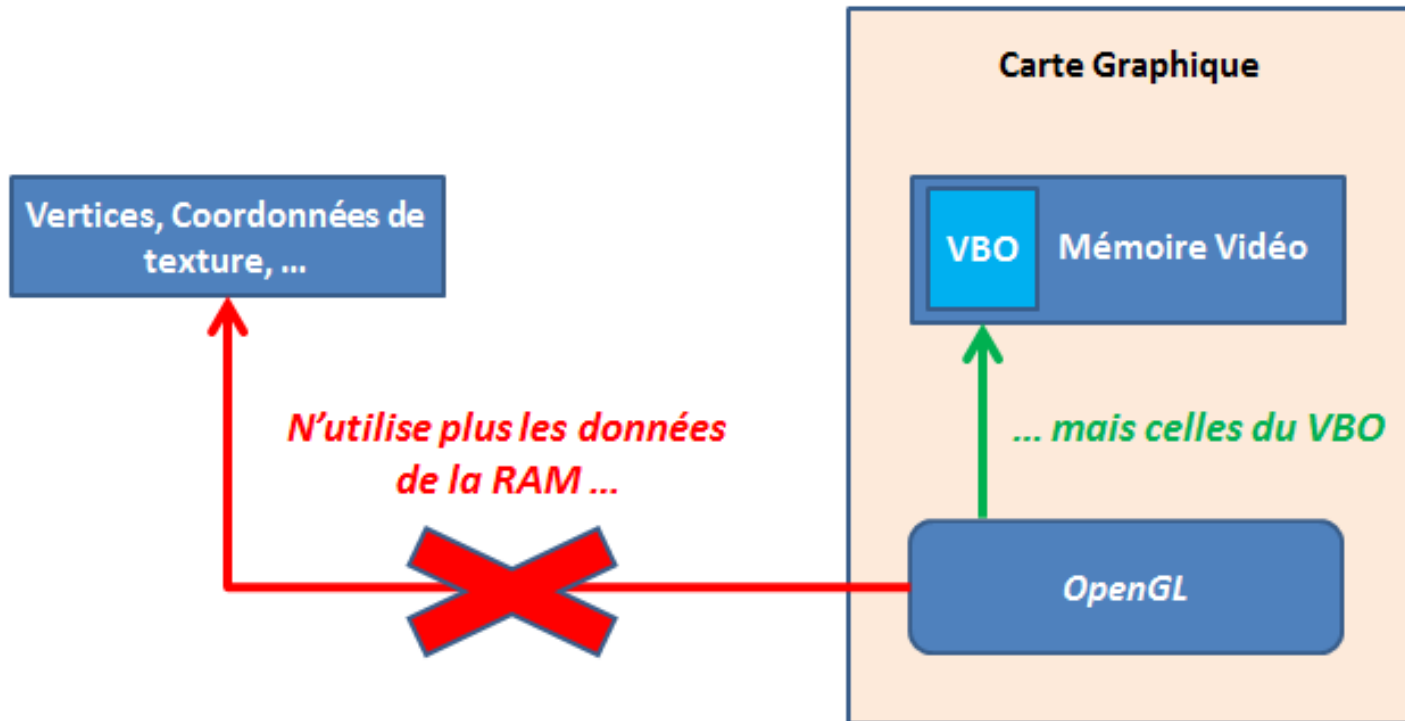 Carte Graphique
Vertices, Coordonnées de
texture, ...
VBO
Mémoire Vidéo
N'utilise plus les données
de la RAM ...
... mais celles du VBO
OpenGL